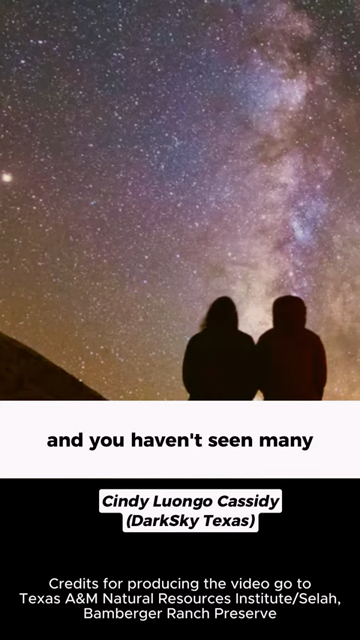 and you haven't seen many
Cindy Luongo Cassidy
(DarkSky Texas)
Credits for producing the video go to
Texas A&M Natural Resources Institute/Selah,
Bamberger Ranch Preserve